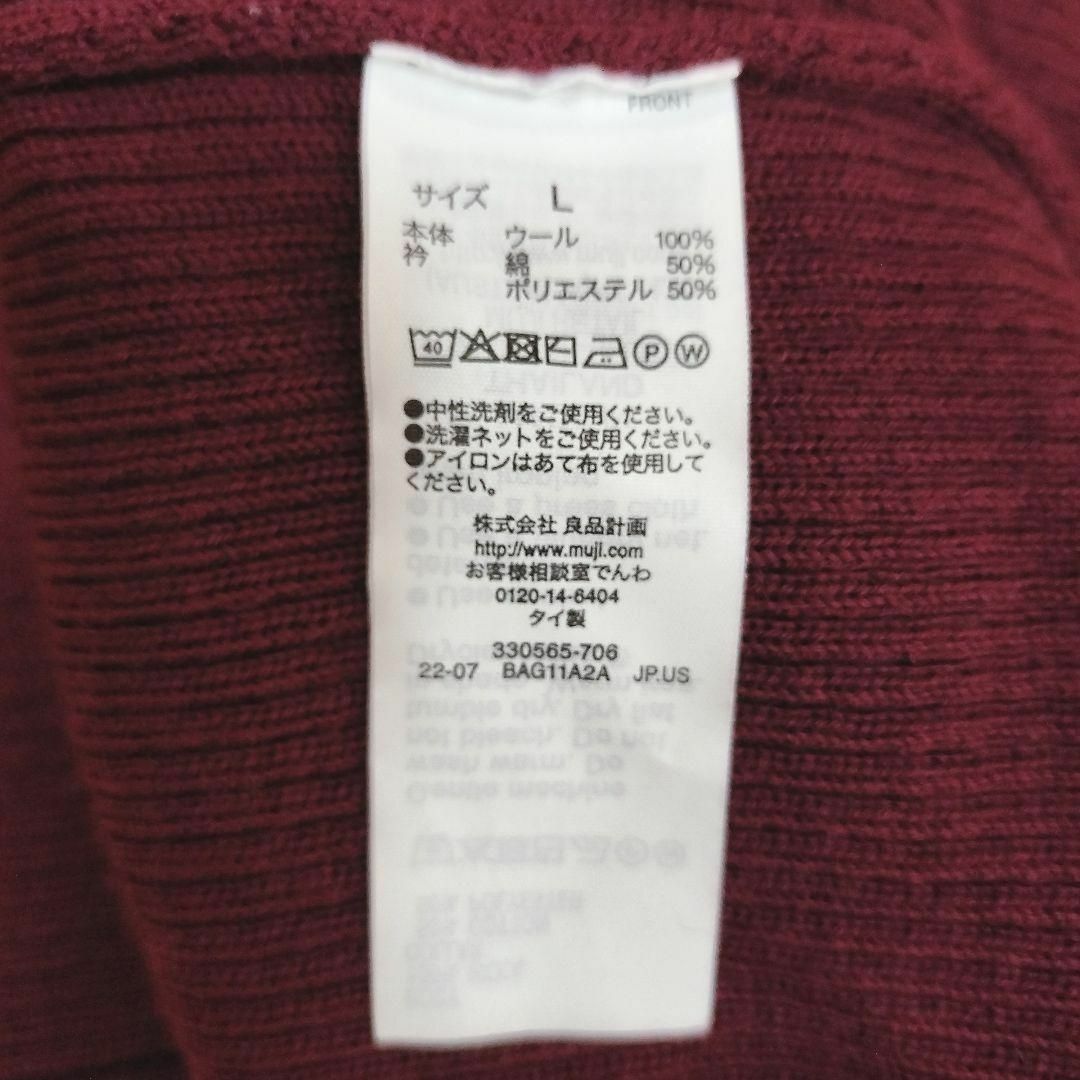 FRONT
サイズ L
本体 ウール 100%
衿 綿 50%
ポリエステル 50%
40 P W
●中性洗剤をご使用ください。
●洗濯ネットをご使用ください。
●アイロンはあて布を使用して
ください。
株式会社 良品計画
http://www.muji.com
お客様相談室でんわ
0120-14-6404
タイ製
330565-706
22-07 BAG11A2A JP.US